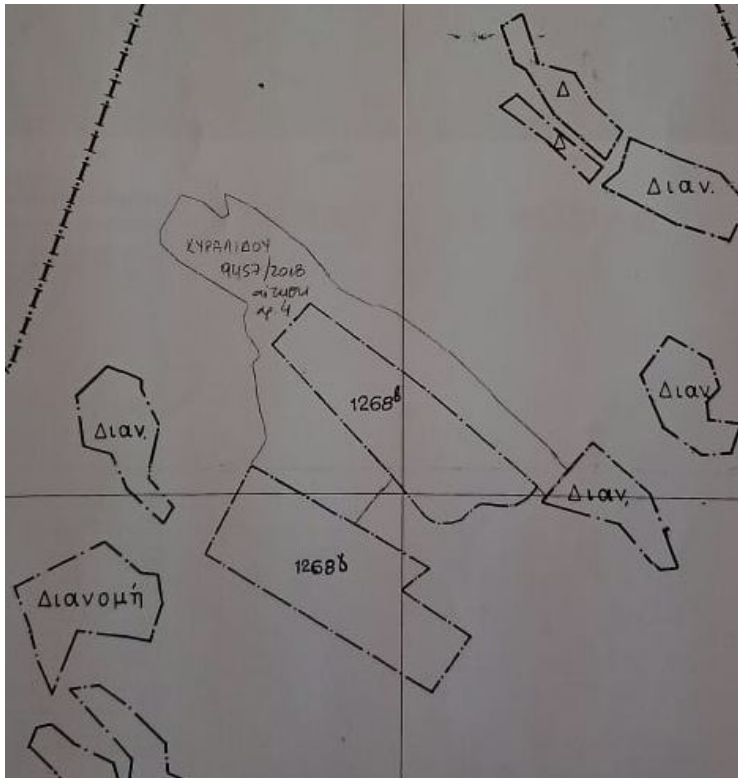 Δ
Δ
Διαν.
ΚΥΡΑΛΙΔΟΥ
9457/2018
αίτηση
αρ. 4
1268β
Διαν.
Διαν
Διαν.
1268γ
Διανομή